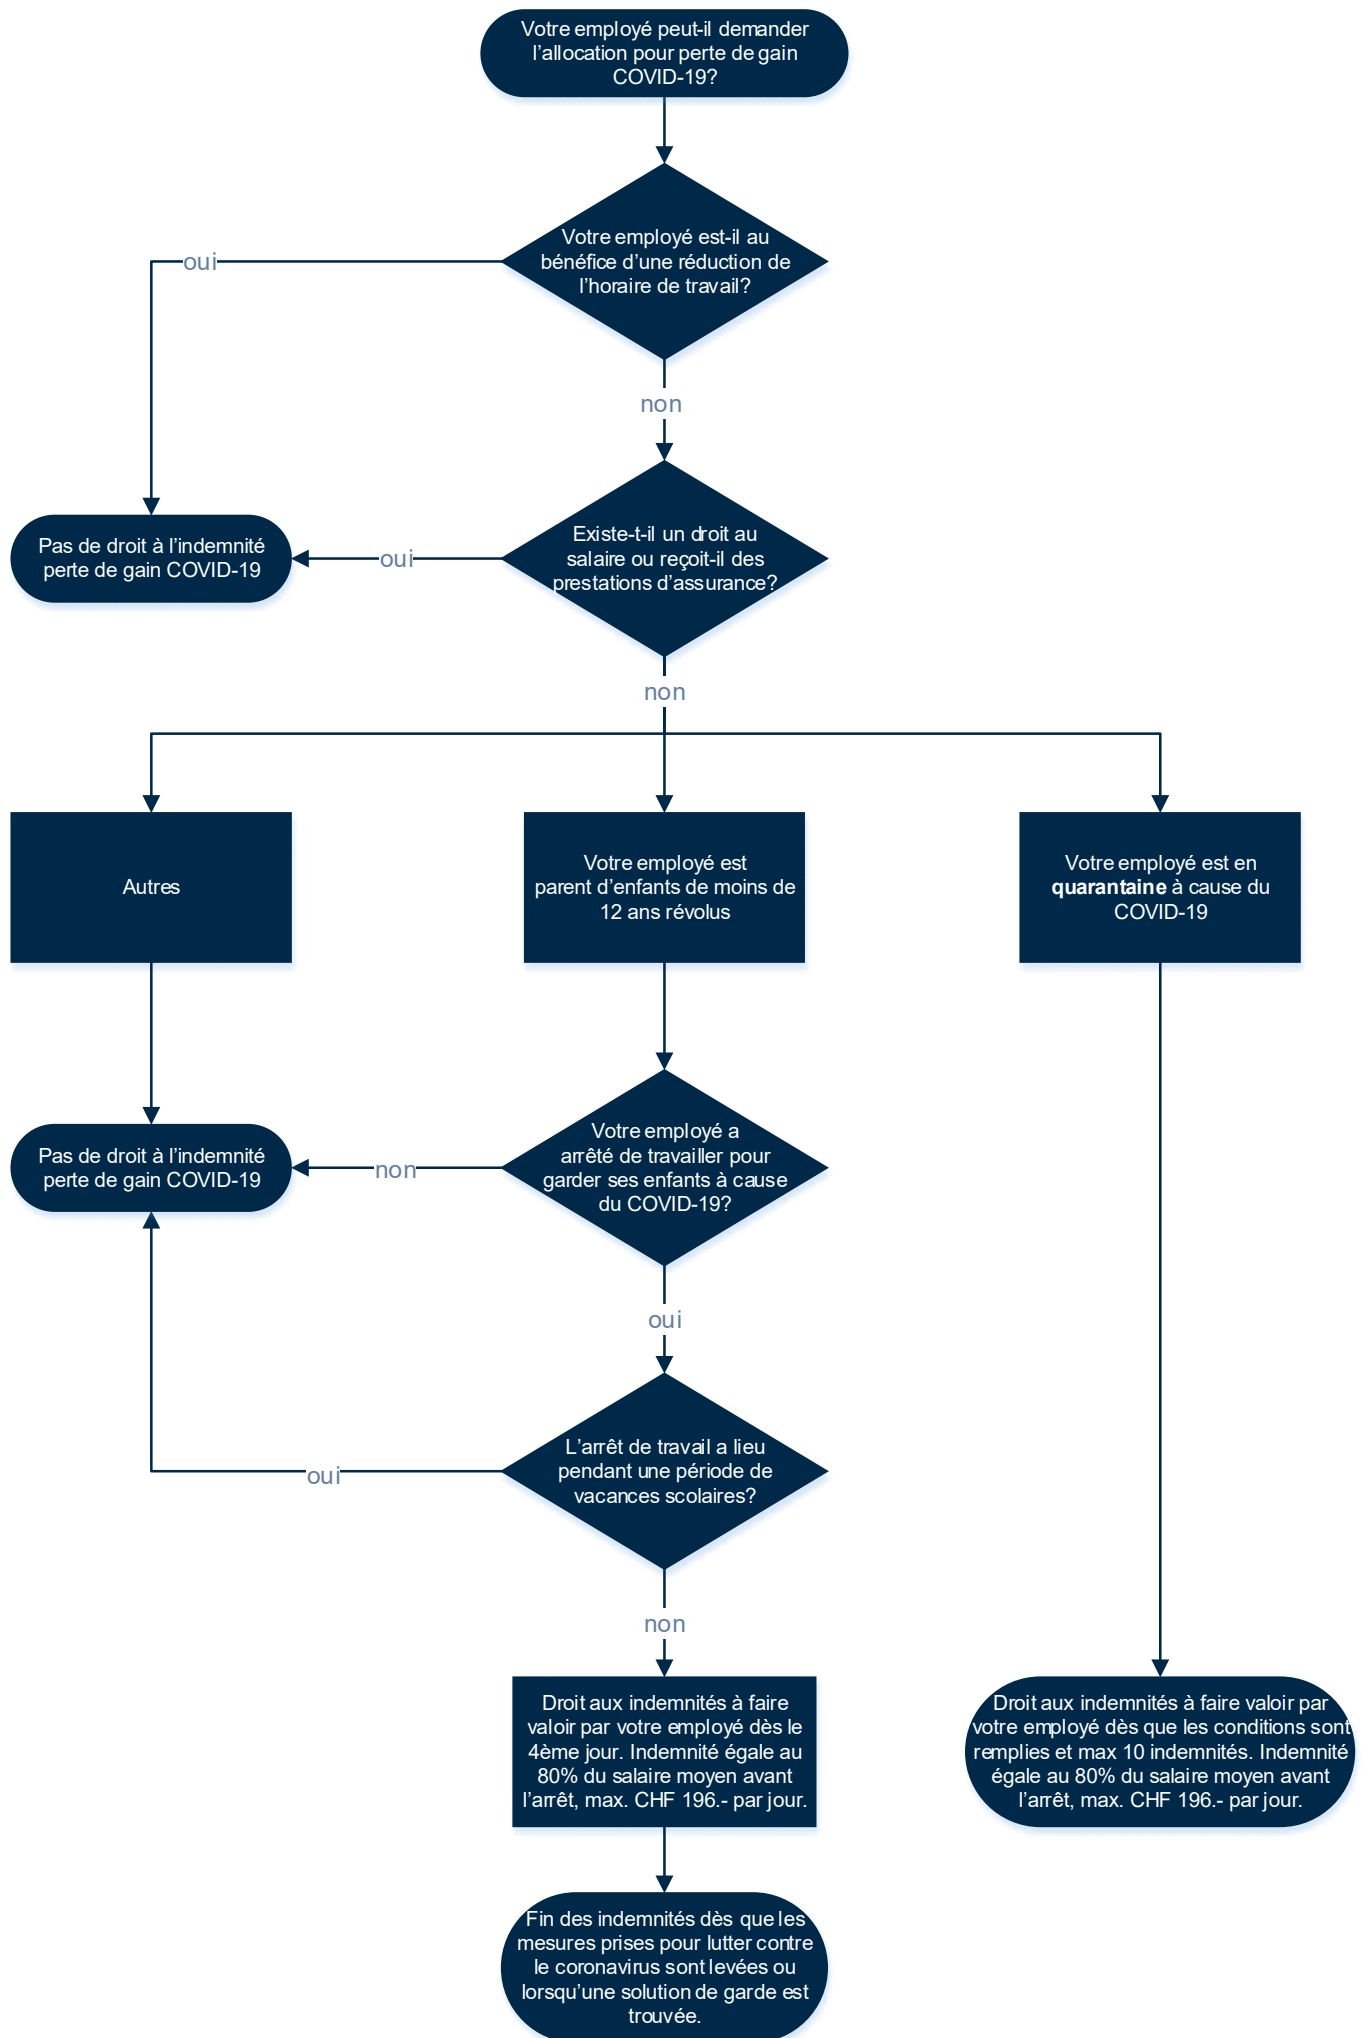 Votre employé peut-il demander
l'allocation pour perte de gain
COVID-19?
Votre employé est-il au
bénéfice d'une réduction de
l'horaire de travail?
oui
non
Existe-t-il un droit au
salaire ou reçoit-il des
prestations d'assurance?
oui
Pas de droit à l'indemnité
perte de gain COVID-19
non
Autres
Votre employé est
parent d'enfants de moins de
12 ans révolus
Votre employé est en
quarantaine à cause du
COVID-19
Votre employé a
arrêté de travailler pour
garder ses enfants à cause
du COVID-19?
non
Pas de droit à l'indemnité
perte de gain COVID-19
oui
L'arrêt de travail a lieu
pendant une période de
vacances scolaires?
oui
non
Droit aux indemnités à faire
valoir par votre employé dès le
4ème jour. Indemnité égale au
80% du salaire moyen avant
l'arrêt, max. CHF 196.- par jour.
Droit aux indemnités à faire valoir par
votre employé dès que les conditions sont
remplies et max 10 indemnités. Indemnité
égale au 80% du salaire moyen avant
l'arrêt, max. CHF 196.- par jour.
Fin des indemnités dès que les
mesures prises pour lutter contre
le coronavirus sont levées ou
lorsqu'une solution de garde est
trouvée.